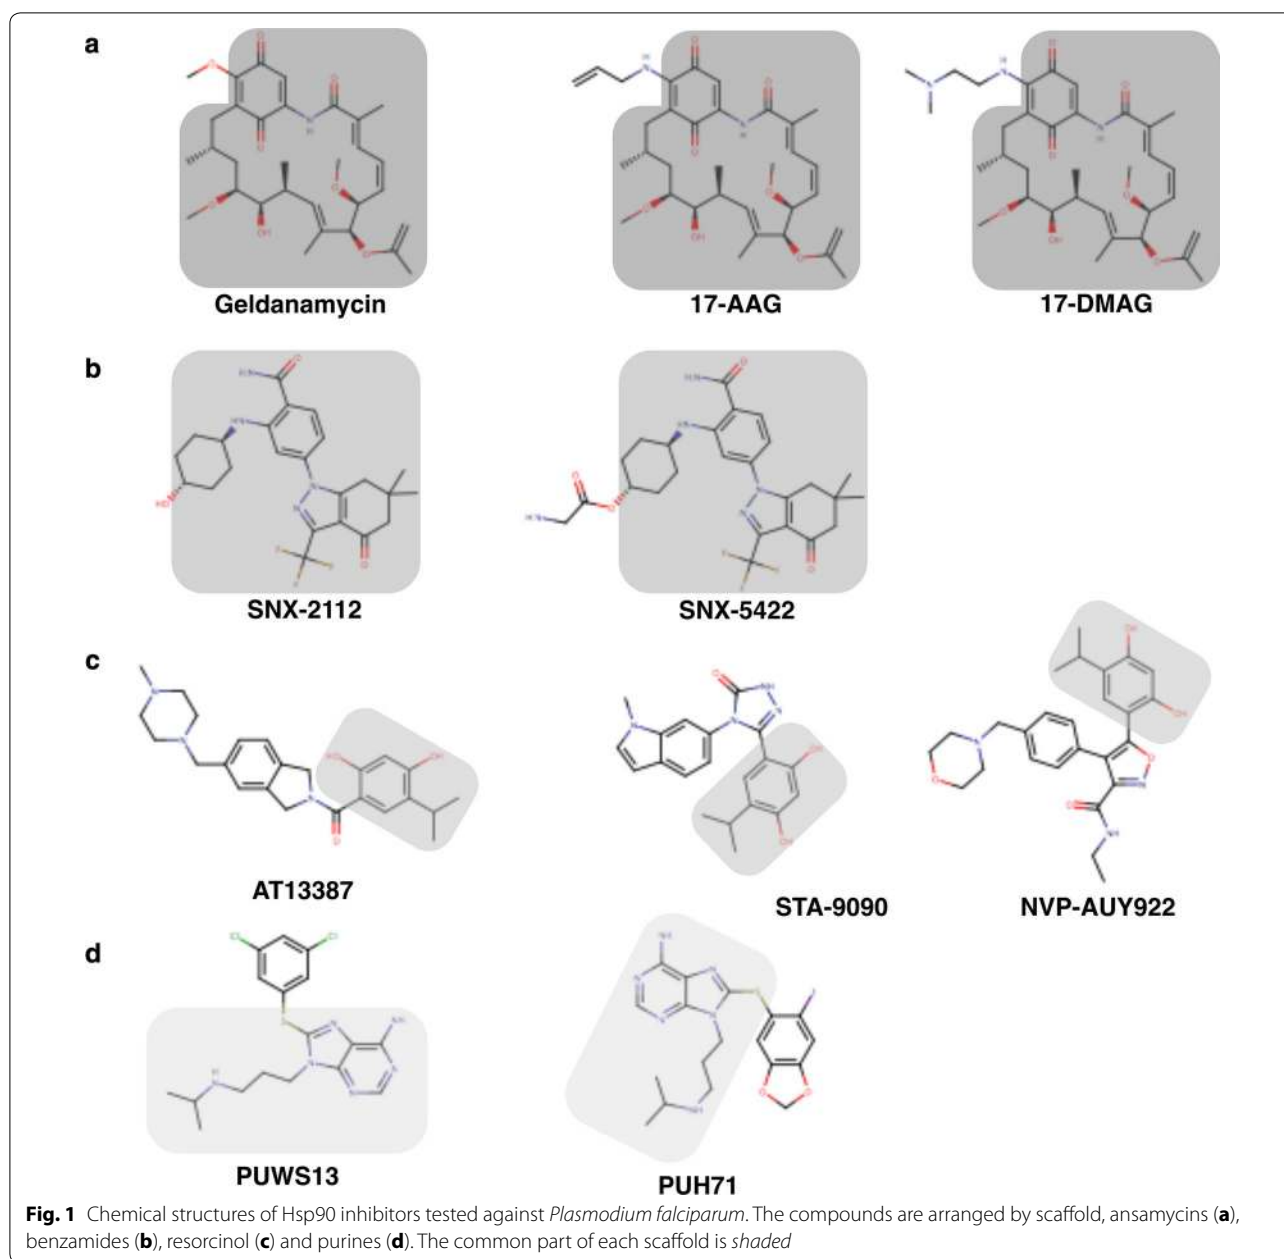 a
Geldanamycin
17-AAG
17-DMAG
b
SNX-2112
SNX-5422
c
AT13387
STA-9090
NVP-AUY922
d
PUWS13
PUH71
Fig. 1 Chemical structures of Hsp90 inhibitors tested against Plasmodium falciparum. The compounds are arranged by scaffold, ansamycins (a),
benzamides (b), resorcinol (c) and purines (d). The common part of each scaffold is shaded